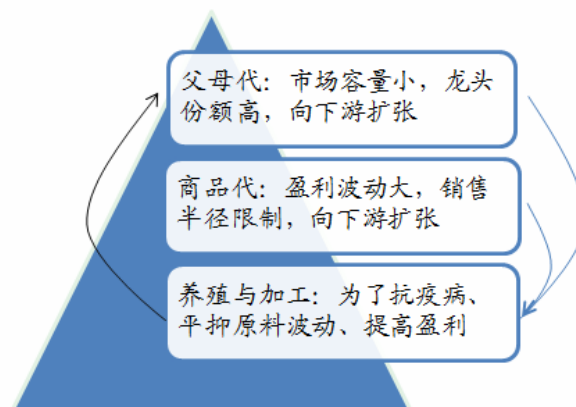 父母代：市场容量小，龙头
份额高，向下游扩张
商品代：盈利波动大，销售
半径限制，向下游扩张
养殖与加工：为了抗疫病、
平抑原料波动、提高盈利